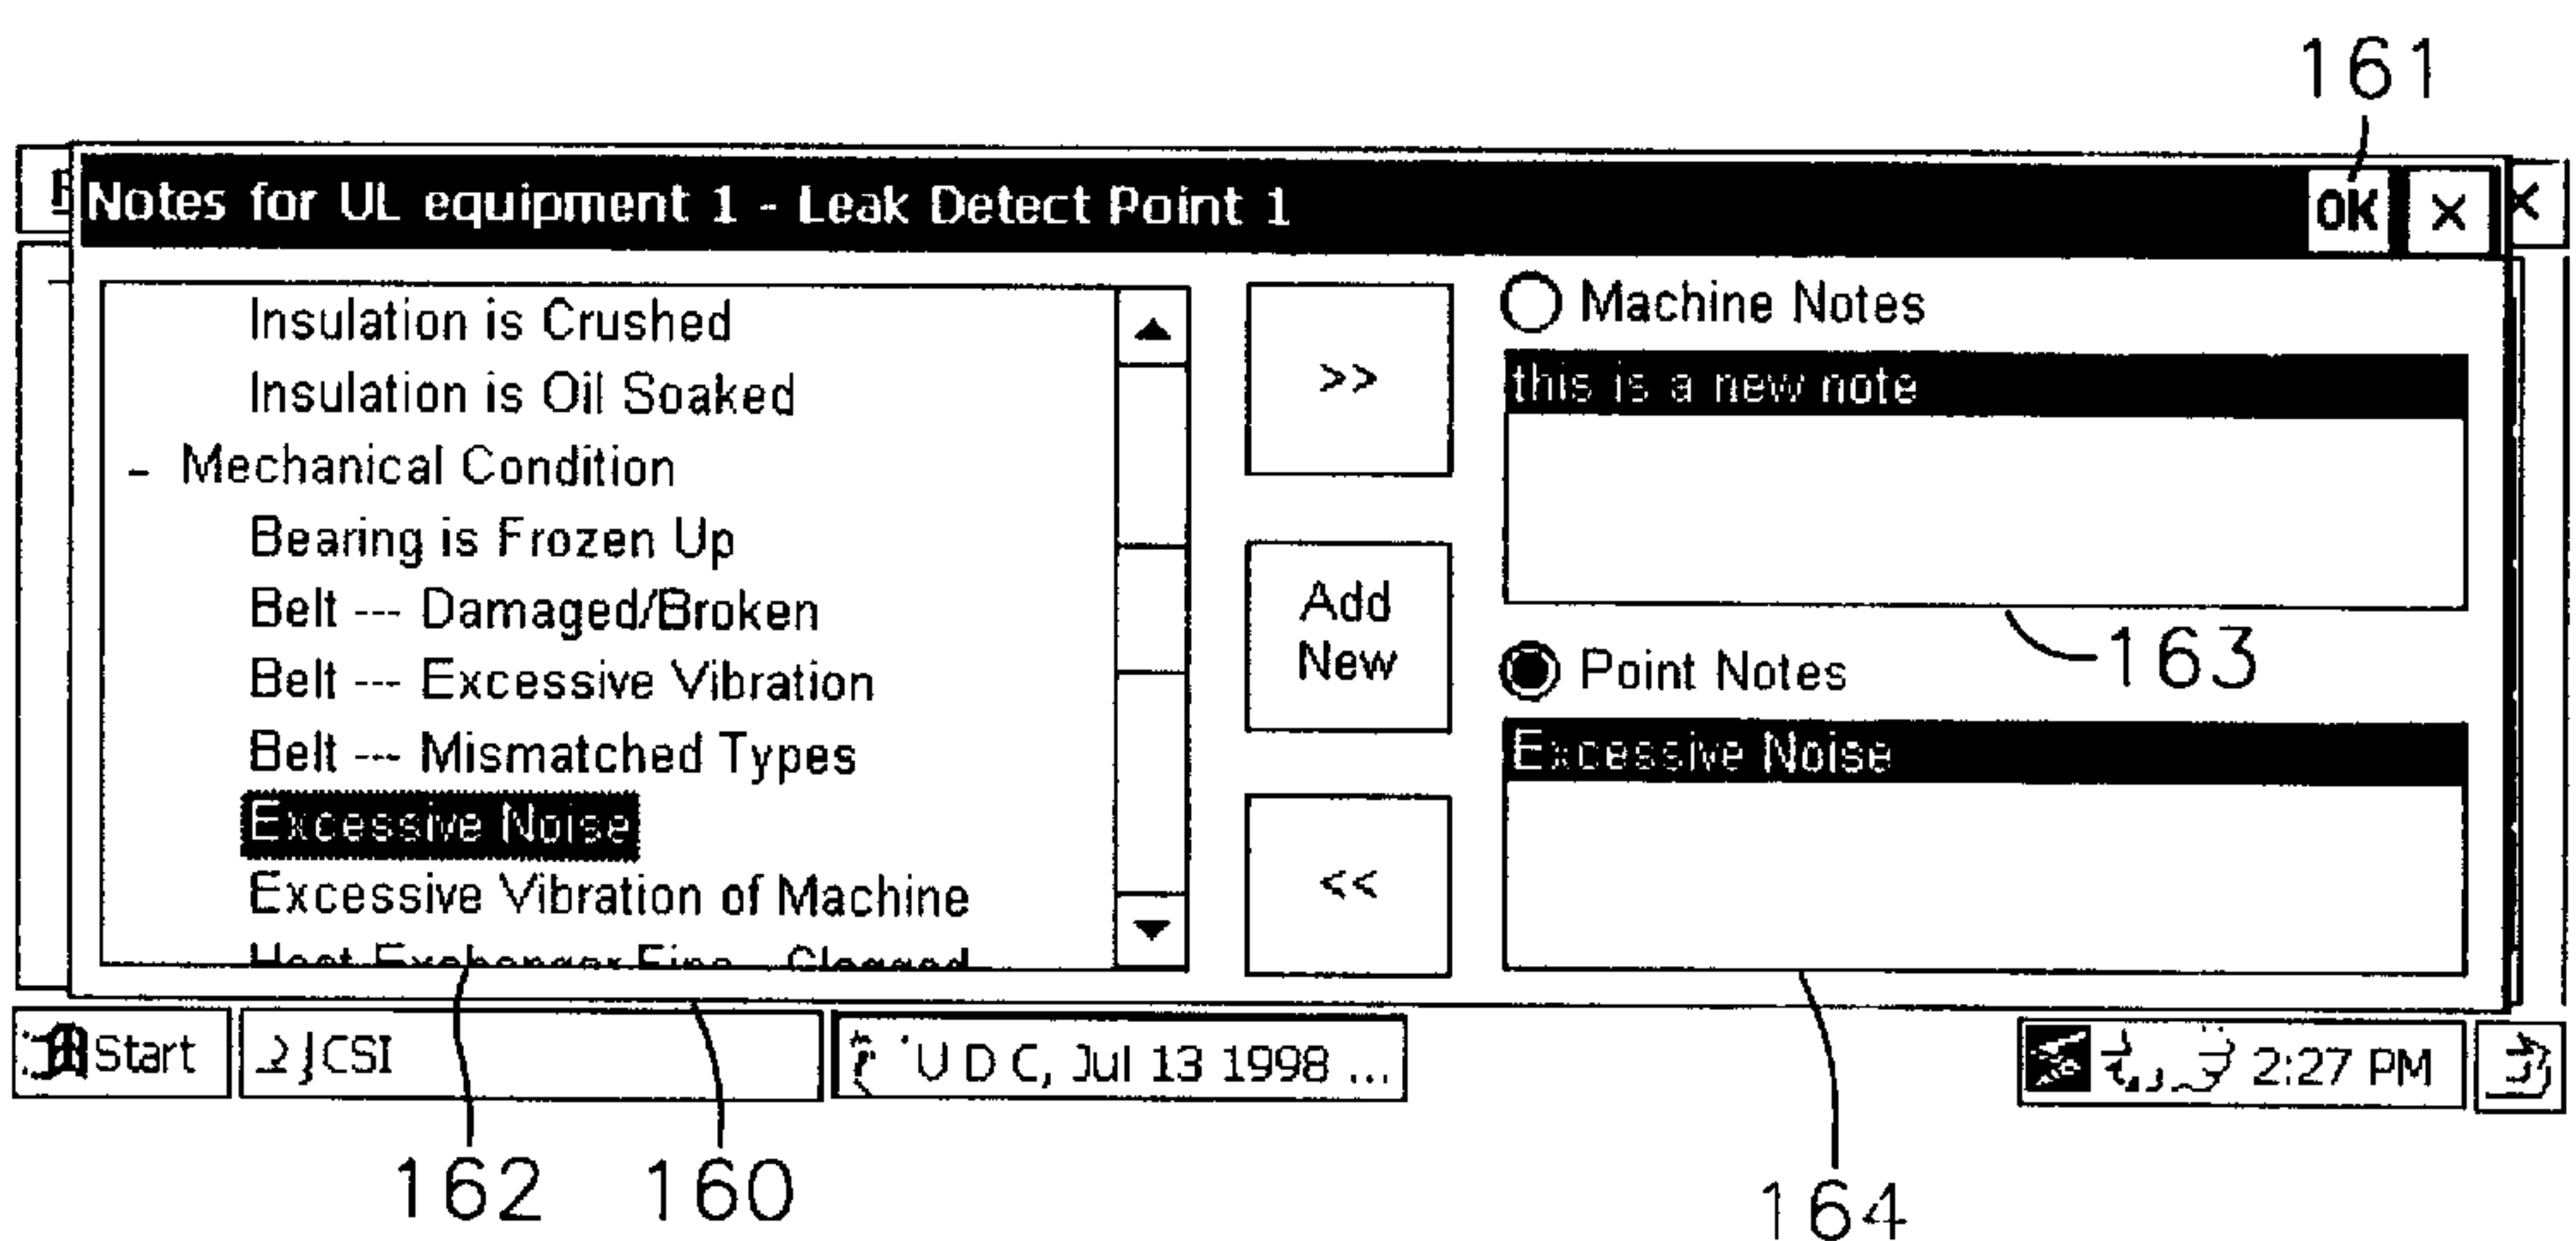 161
Notes for UL equipment 1 - Leak Detect Point 1 OK ×
×
Insulation is Crushed
Insulation is Oil Soaked
- Mechanical Condition
Bearing is Frozen Up
Belt --- Damaged/Broken
Belt --- Excessive Vibration
Belt --- Mismatched Types
Excessive Noise
Excessive Vibration of Machine
>>
Add
New
<<
Machine Notes
this is a new note
163
Point Notes
Excessive Noise
Start
CSI
U D C, Jul 13 1998 ...
2:27 PM
162
160
164